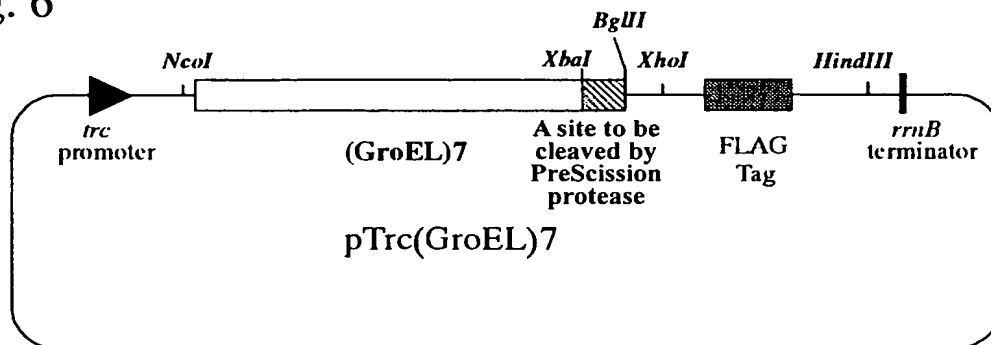 g. 6
BglII
NcoI
XbaI
XhoI
HindIII
trc
promoter
(GroEL)7
A site to be
cleaved by
PreScission
protease
FLAG
Tag
rrnB
terminator
pTrc(GroEL)7